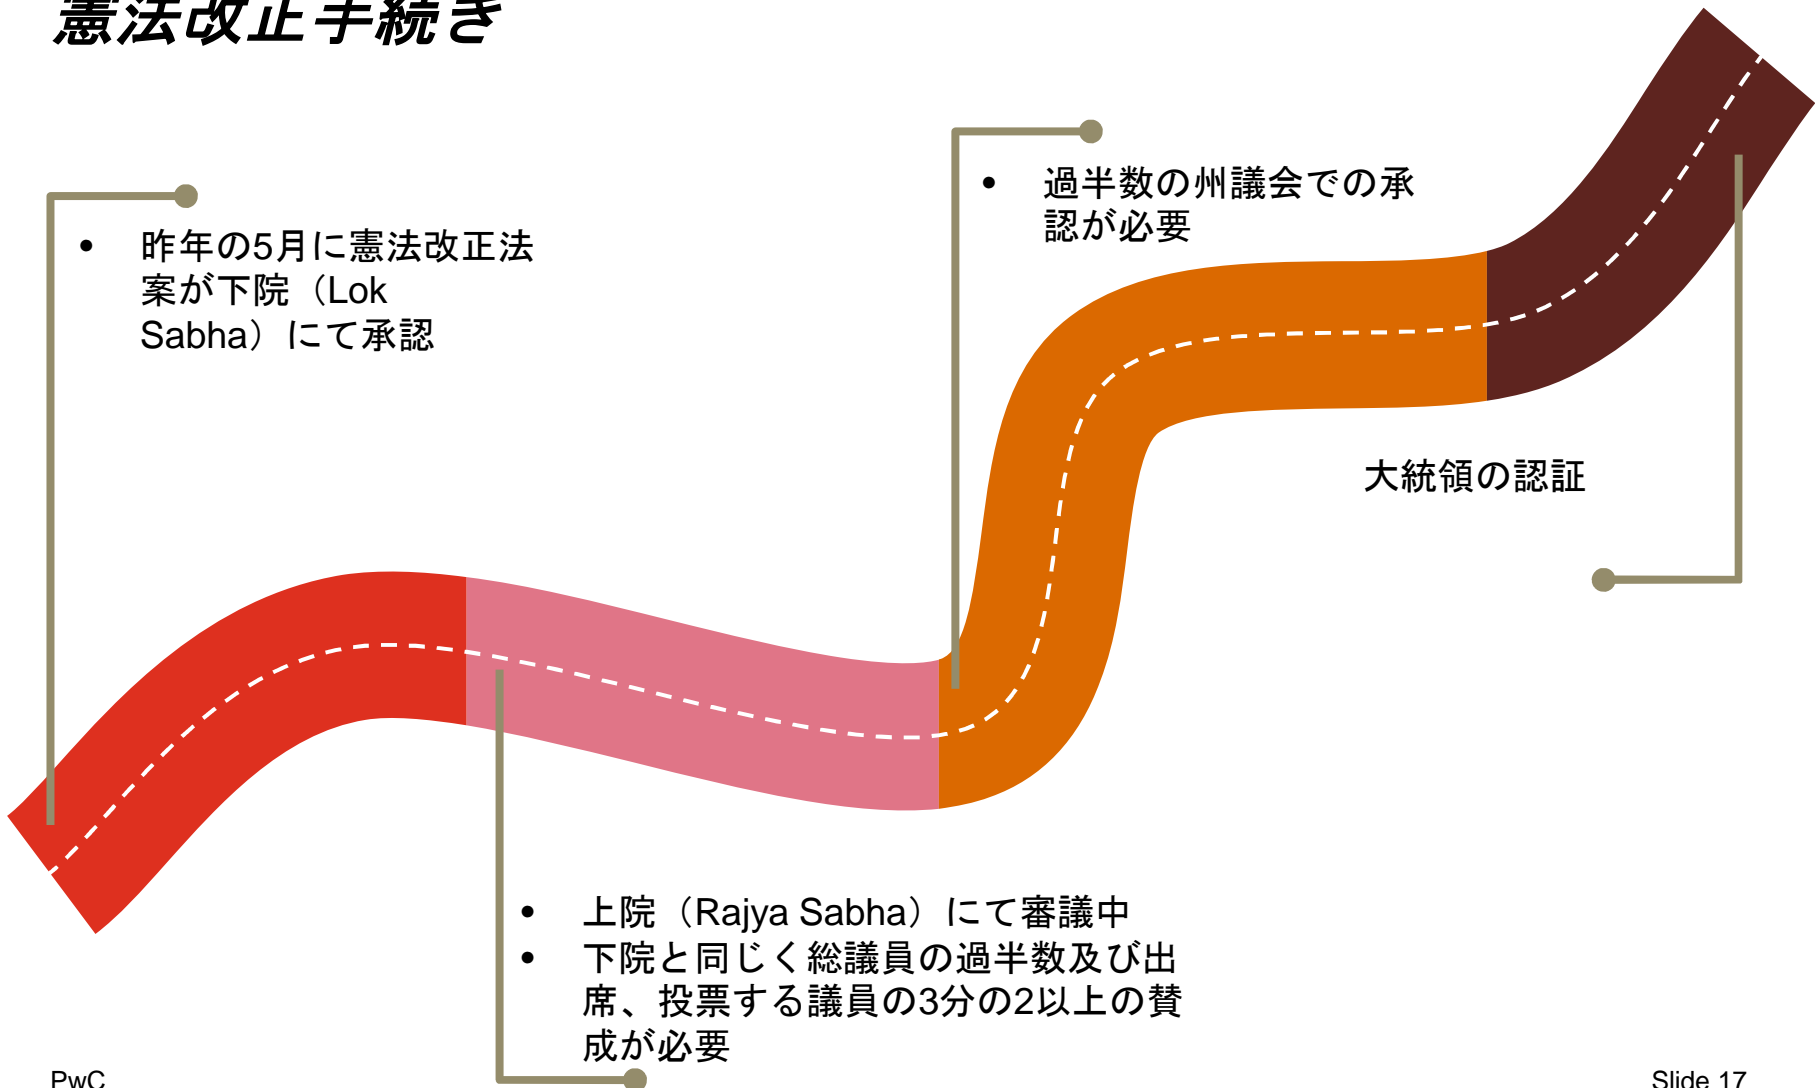 憲法改正手続き
• 過半数の州議会での承
認が必要
• 昨年の5月に憲法改正法
案が下院（Lok
Sabha）にて承認
大統領の認証
• 上院（Rajya Sabha）にて審議中
• 下院と同じく総議員の過半数及び出
席、投票する議員の3分の2以上の賛
成が必要
PwC
Slide 17